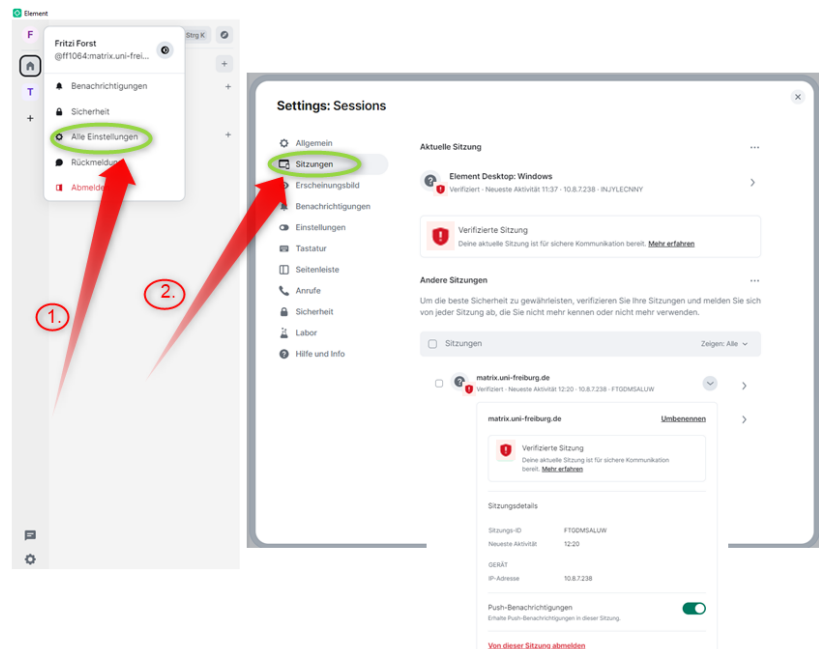 Element
F
Strg K
Fritzi Forst
@ff1064:matrix.uni-frei...
Benachrichtigungen
T
Sicherheit
Alle Einstellungen
Rückmeldung
Abmelden
1.
2.
Settings: Sessions
Allgemein
Sitzungen
Erscheinungsbild
Benachrichtigungen
Einstellungen
Tastatur
Seitenleiste
Anrufe
Sicherheit
Labor
Hilfe und Info
Aktuelle Sitzung
Element Desktop: Windows
Verifiziert · Neueste Aktivität 11:37 · 10.8.7.238 · INJYLECNNY
Verifizierte Sitzung
Deine aktuelle Sitzung ist für sichere Kommunikation bereit. Mehr erfahren
Andere Sitzungen
Um die beste Sicherheit zu gewährleisten, verifizieren Sie Ihre Sitzungen und melden Sie sich
von jeder Sitzung ab, die Sie nicht mehr kennen oder nicht mehr verwenden.
Sitzungen
Zeigen: Alle
matrix.uni-freiburg.de
Verifiziert · Neueste Aktivität 12:20 · 10.8.7.238 · FTGDMSALUW
matrix.uni-freiburg.de
Umbenennen
Verifizierte Sitzung
Deine aktuelle Sitzung ist für sichere Kommunikation
bereit. Mehr erfahren
Sitzungsdetails
Sitzungs-ID FTGDMSALUW
Neueste Aktivität 12:20
GERÄT
IP-Adresse 10.8.7.238
Push-Benachrichtigungen
Erhalte Push-Benachrichtigungen in dieser Sitzung.
Von dieser Sitzung abmelden